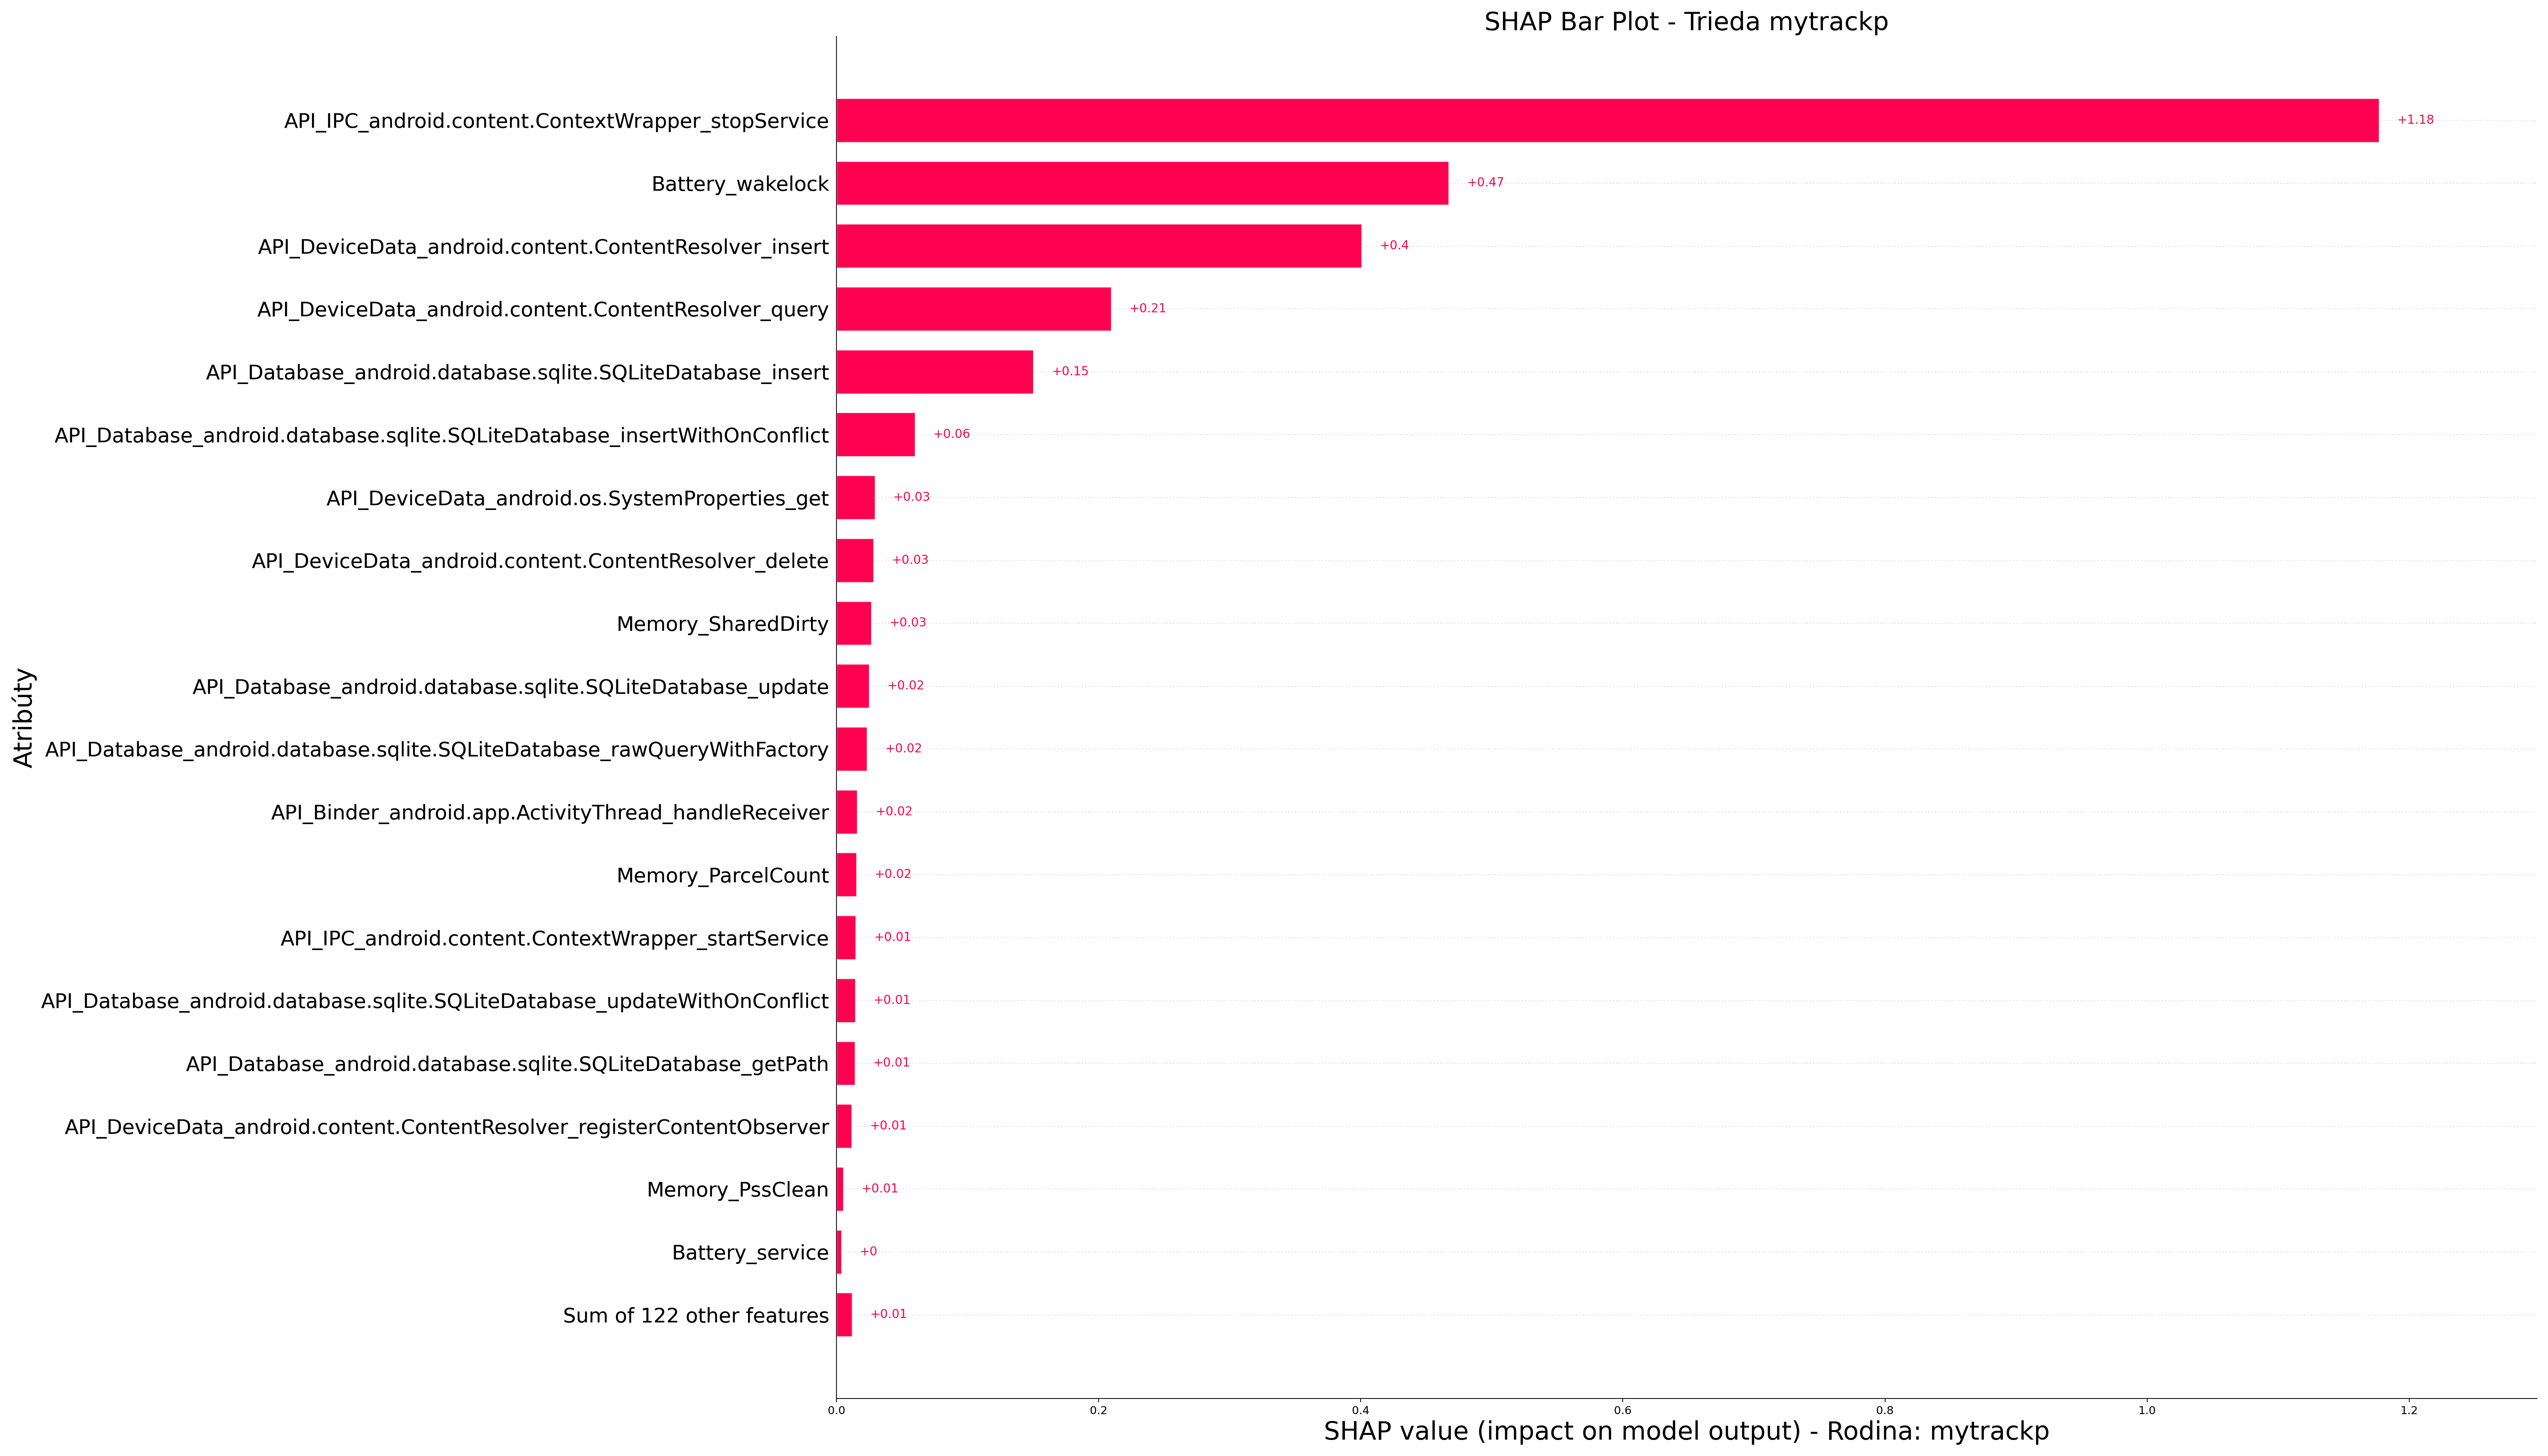 SHAP Bar Plot - Trieda mytrackp
API_IPC_android.content.ContextWrapper_stopService +1.18
Battery_wakelock +0.47
API_DeviceData_android.content.ContentResolver_insert +0.4
API_DeviceData_android.content.ContentResolver_query +0.21
API_Database_android.database.sqlite.SQLiteDatabase_insert +0.15
API_Database_android.database.sqlite.SQLiteDatabase_insertWithOnConflict +0.06
API_DeviceData_android.os.SystemProperties_get +0.03
API_DeviceData_android.content.ContentResolver_delete +0.03
Memory_SharedDirty +0.03
API_Database_android.database.sqlite.SQLiteDatabase_update +0.02
API_Database_android.database.sqlite.SQLiteDatabase_rawQueryWithFactory +0.02
API_Binder_android.app.ActivityThread_handleReceiver +0.02
Memory_ParcelCount +0.02
API_IPC_android.content.ContextWrapper_startService +0.01
API_Database_android.database.sqlite.SQLiteDatabase_updateWithOnConflict +0.01
API_Database_android.database.sqlite.SQLiteDatabase_getPath +0.01
API_DeviceData_android.content.ContentResolver_registerContentObserver +0.01
Memory_PssClean +0.01
Battery_service +0
Sum of 122 other features +0.01
Atribúty
0.0 0.2 0.4 0.6 0.8 1.0 1.2
SHAP value (impact on model output) - Rodina: mytrackp